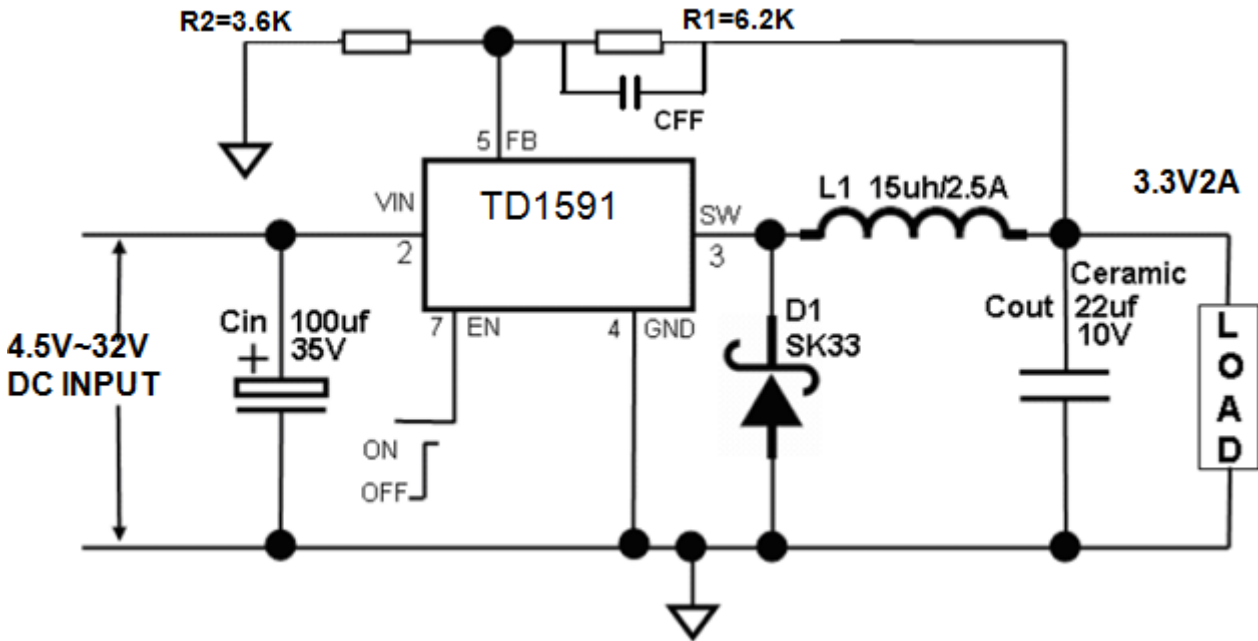 R2=3.6K
R1=6.2K
CFF
5 FB
VIN
TD1591
SW
2
3
L1 15uh/2.5A
3.3V2A
Cin
100uf
35V
+
7 EN
4 GND
D1
SK33
Cout
Ceramic
22uf
10V
4.5V~32V
DC INPUT
ON
OFF
L
O
A
D